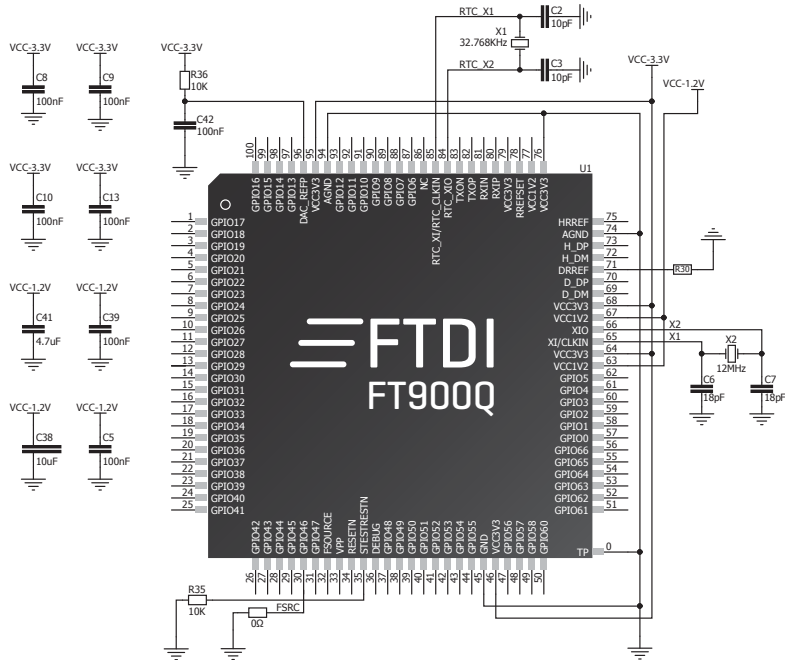 RTC_X1
C2
10pF
X1
32.768KHz
RTC_X2
C3
10pF
VCC-3.3V
VCC-1.2V
VCC-3.3V
C8
100nF
VCC-3.3V
C9
100nF
VCC-3.3V
R36
10K
C42
100nF
VCC-3.3V
C10
100nF
VCC-3.3V
C13
100nF
VCC-1.2V
C41
4.7uF
VCC-1.2V
C39
100nF
VCC-1.2V
C38
10uF
VCC-1.2V
C5
100nF
U1
100 GPIO16
99 GPIO15
98 GPIO14
97 GPIO13
96 DAC_REFP
95 VCC3V3
94 AGND
93 GPIO12
92 GPIO11
91 GPIO10
90 GPIO9
89 GPIO8
88 GPIO7
87 GPIO6
86 NC
85 RTC_XI/RTC_CLKIN
84 RTC_XIO
83 TXON
82 TXOP
81 RXIN
80 RXIP
79 VCC3V3
78 RREFSET
77 VCC1V2
76 VCC3V3
1 GPIO17
2 GPIO18
3 GPIO19
4 GPIO20
5 GPIO21
6 GPIO22
7 GPIO23
8 GPIO24
9 GPIO25
10 GPIO26
11 GPIO27
12 GPIO28
13 GPIO29
14 GPIO30
15 GPIO31
16 GPIO32
17 GPIO33
18 GPIO34
19 GPIO35
20 GPIO36
21 GPIO37
22 GPIO38
23 GPIO39
24 GPIO40
25 GPIO41
FTDI
FT900Q
HRREF 75
AGND 74
H_DP 73
H_DM 72
DRREF 71
D_DP 70
D_DM 69
VCC3V3 68
VCC1V2 67
XIO 66
XI/CLKIN 65
VCC3V3 64
VCC1V2 63
GPIO5 62
GPIO4 61
GPIO3 60
GPIO2 59
GPIO1 58
GPIO0 57
GPIO66 56
GPIO65 55
GPIO64 54
GPIO63 53
GPIO62 52
GPIO61 51
TP 0
R30
X2
X1
X2
12MHz
C6
18pF
C7
18pF
GPIO42 26
GPIO43 27
GPIO44 28
GPIO45 29
GPIO46 30
GPIO47 31
FSOURCE 32
VPP 33
RESETN 34
STESTRESTN 35
DEBUG 36
GPIO48 37
GPIO49 38
GPIO50 39
GPIO51 40
GPIO52 41
GPIO53 42
GPIO54 43
GPIO55 44
GND 45
VCC3V3 46
GPIO56 47
GPIO57 48
GPIO58 49
GPIO60 50
R35
10K
FSRC
0Ω